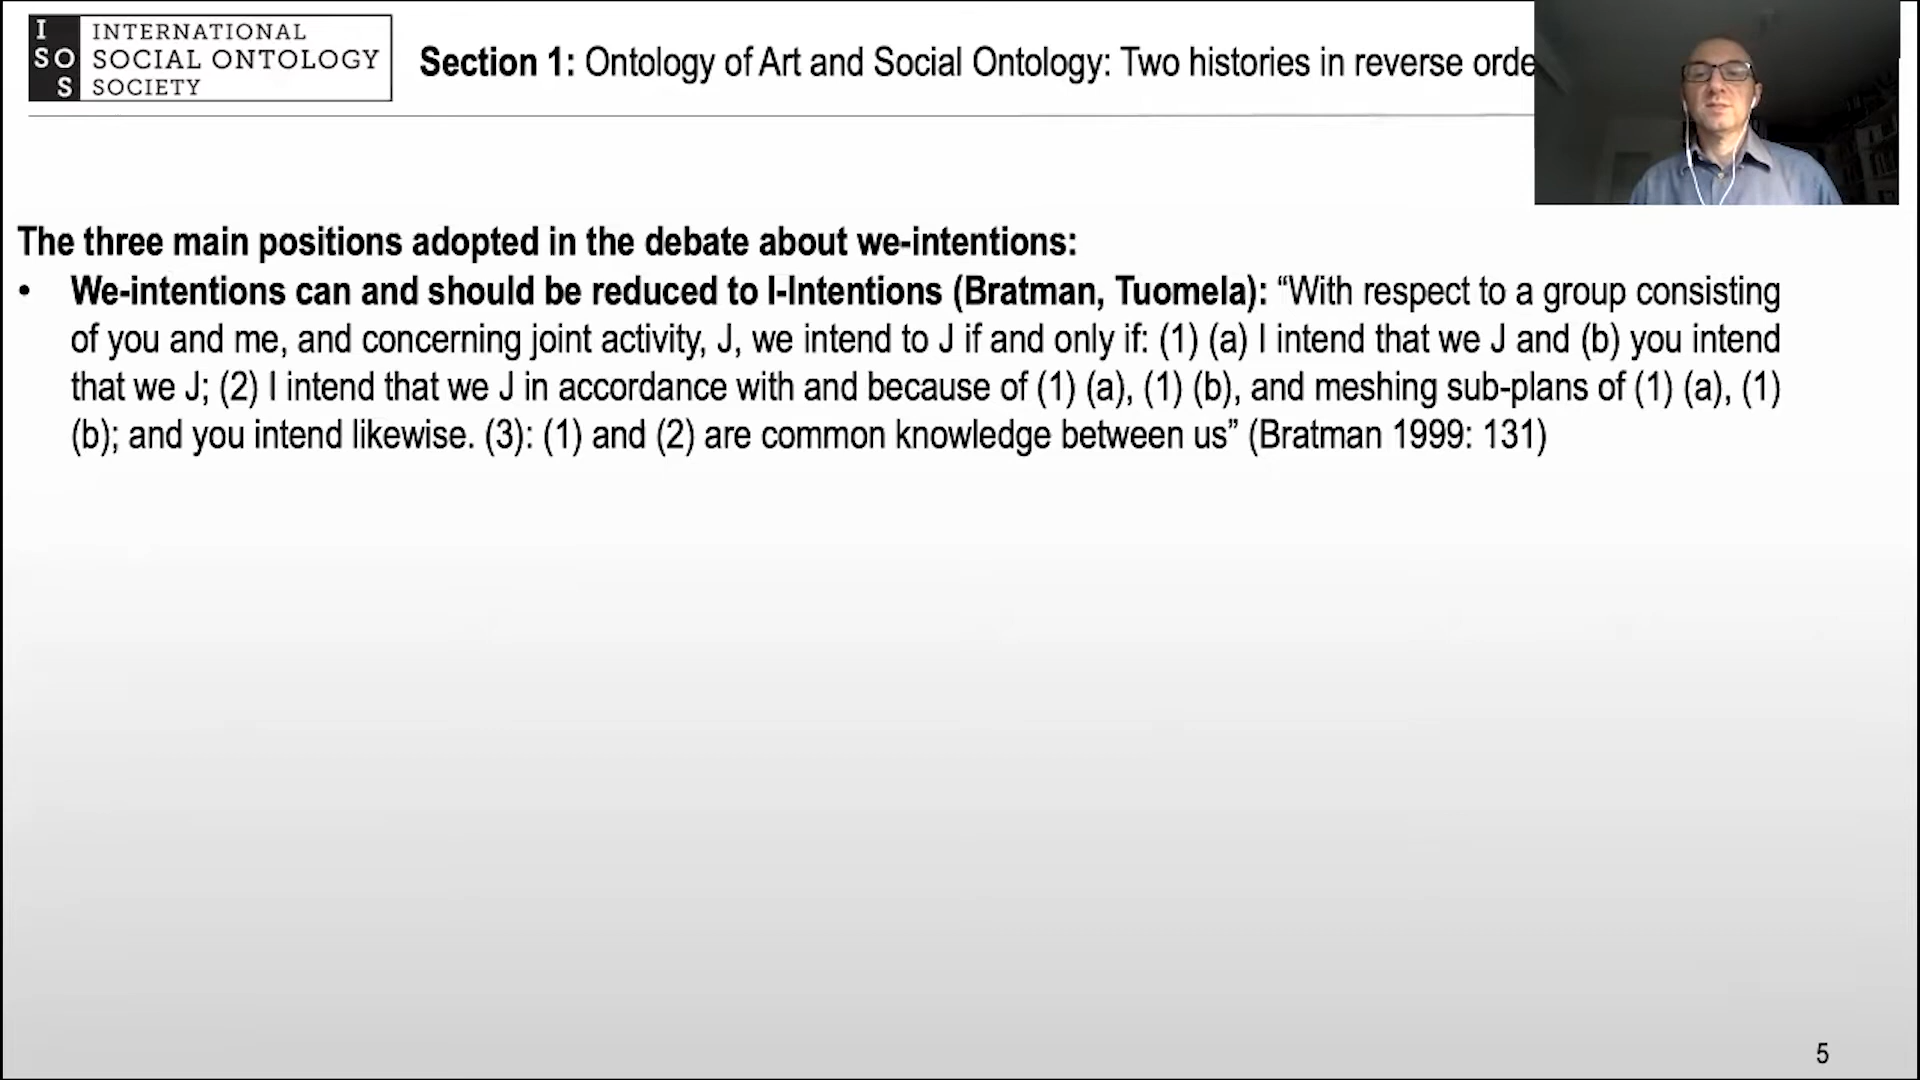 I
SO
S
INTERNATIONAL
SOCIAL ONTOLOGY
SOCIETY
Section 1: Ontology of Art and Social Ontology: Two histories in reverse orde
The three main positions adopted in the debate about we-intentions:
• We-intentions can and should be reduced to I-Intentions (Bratman, Tuomela): “With respect to a group consisting
of you and me, and concerning joint activity, J, we intend to J if and only if: (1) (a) I intend that we J and (b) you intend
that we J; (2) I intend that we J in accordance with and because of (1) (a), (1) (b), and meshing sub-plans of (1) (a), (1)
(b); and you intend likewise. (3): (1) and (2) are common knowledge between us” (Bratman 1999: 131)
5